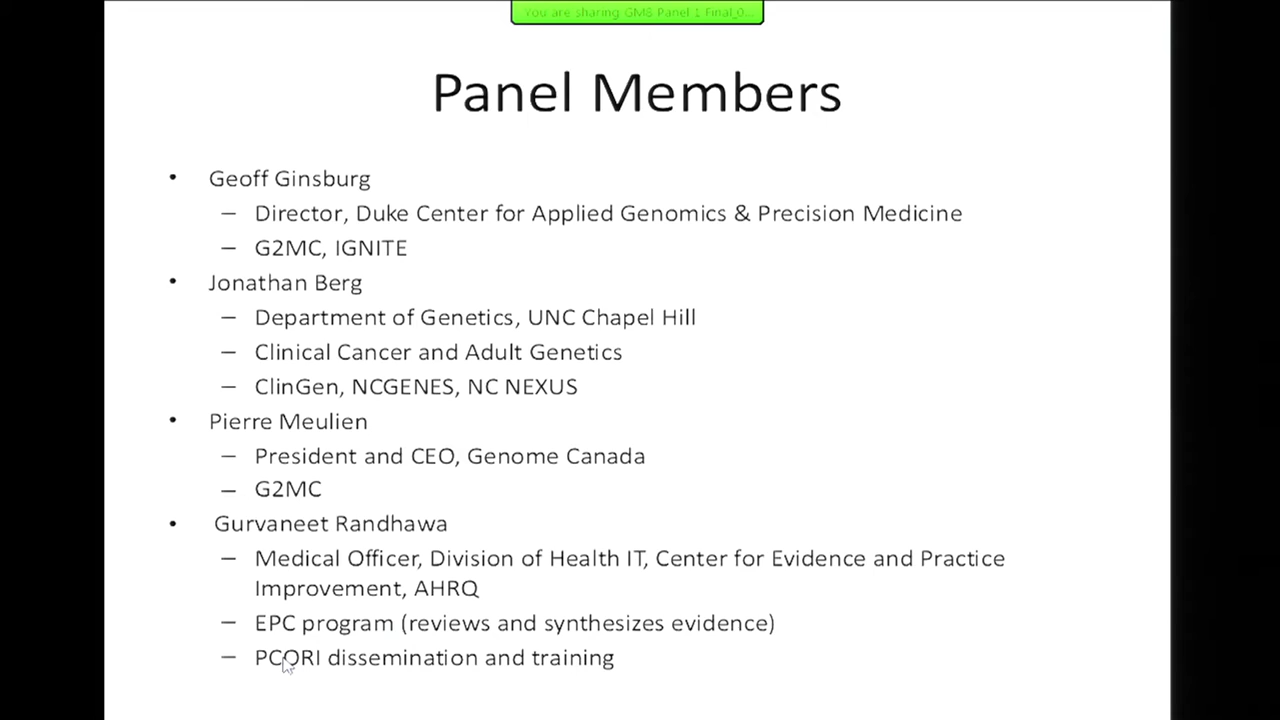 You are sharing GM8 Panel 1 Final_0...
Panel Members
• Geoff Ginsburg
– Director, Duke Center for Applied Genomics & Precision Medicine
– G2MC, IGNITE
• Jonathan Berg
– Department of Genetics, UNC Chapel Hill
– Clinical Cancer and Adult Genetics
– ClinGen, NCGENES, NC NEXUS
• Pierre Meulien
– President and CEO, Genome Canada
– G2MC
• Gurvaneet Randhawa
– Medical Officer, Division of Health IT, Center for Evidence and Practice
Improvement, AHRQ
– EPC program (reviews and synthesizes evidence)
– PCORI dissemination and training